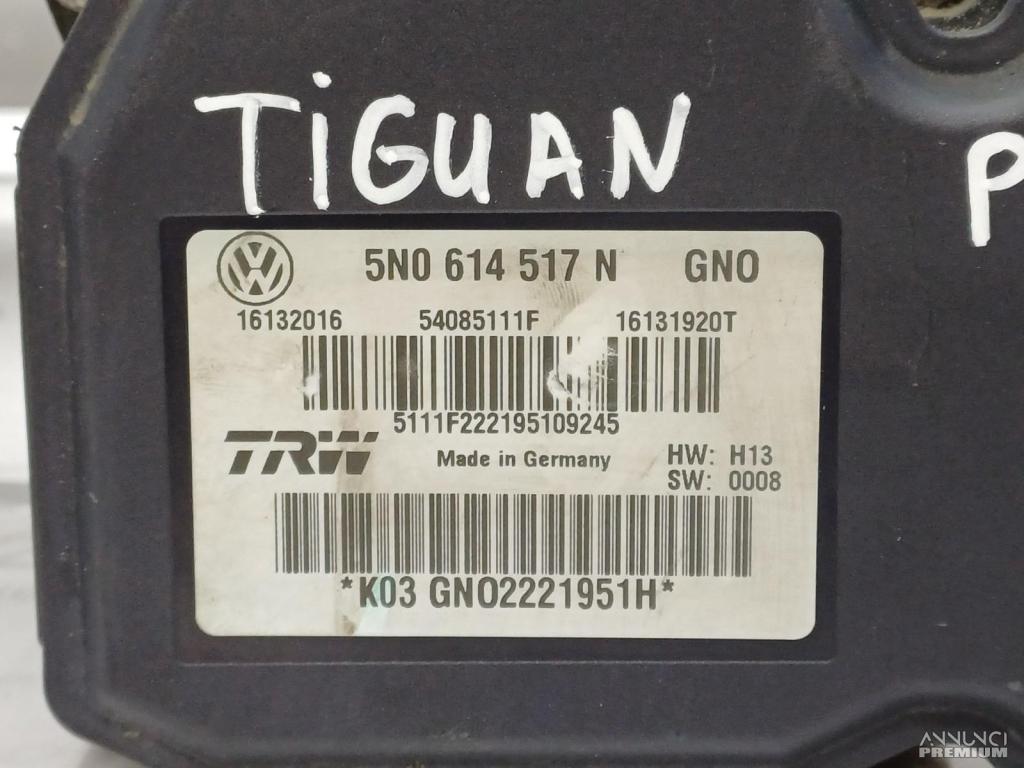 TiGUAN P
5N0 614 517 N GNO
16132016 54085111F 16131920T
5111F222195109245
TRW Made in Germany HW: H13
SW: 0008
*K03 GNO2221951H*
ANNUNCI
PREMIUM